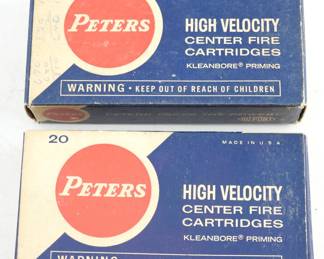 PETERS
HIGH VELOCITY
CENTER FIRE
CARTRIDGES
KLEANBORE® PRIMING
WARNING • KEEP OUT OF REACH OF CHILDREN
20
MADE IN U.S.A.
PETERS
HIGH VELOCITY
CENTER FIRE
CARTRIDGES
KLEANBORE® PRIMING